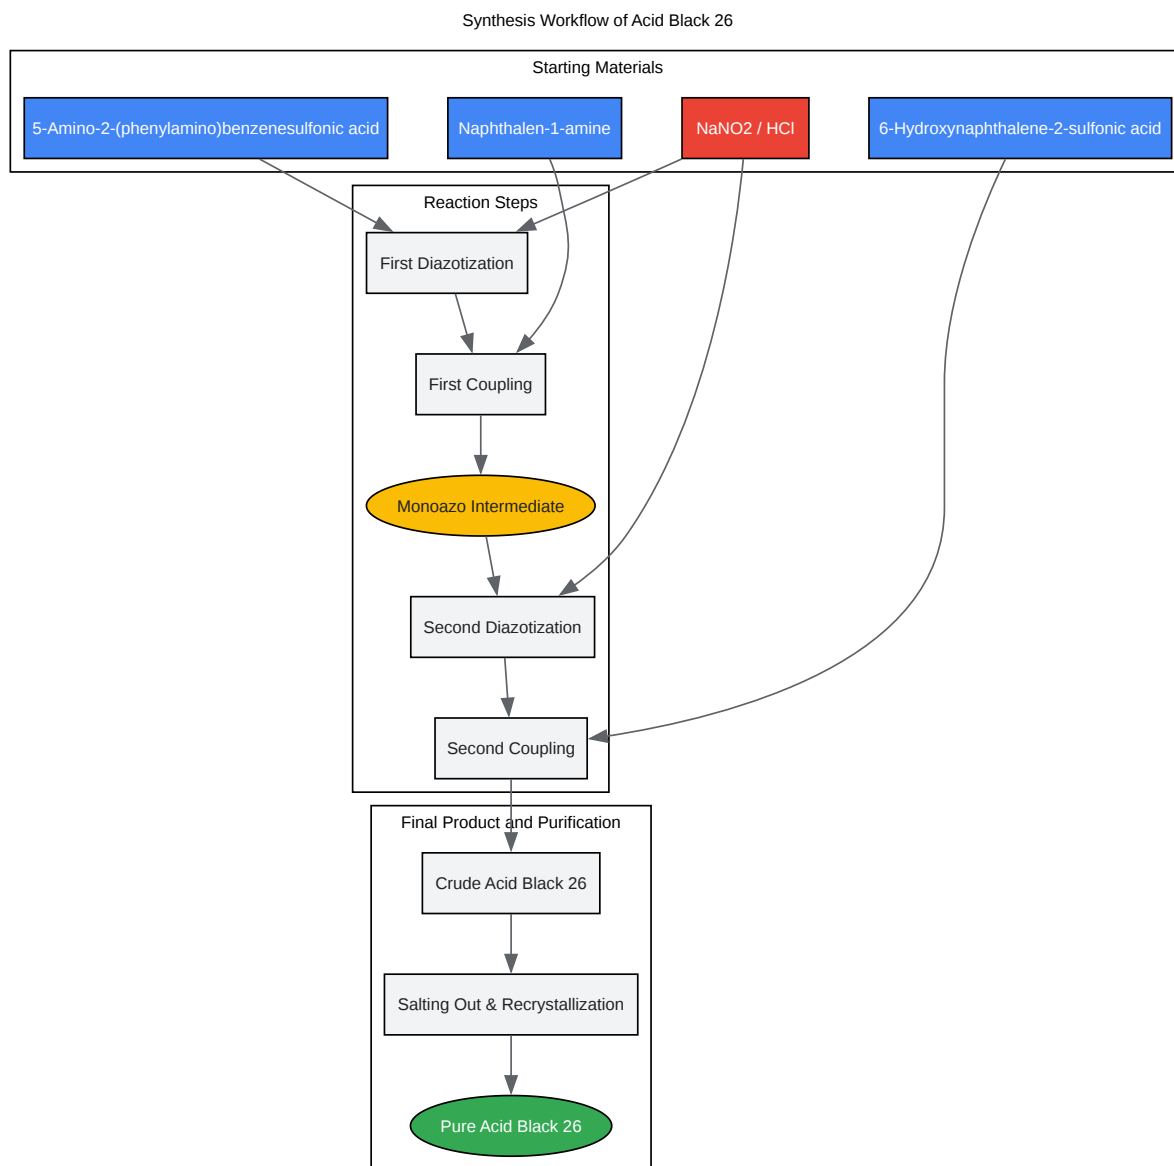 Synthesis Workflow of Acid Black 26
Starting Materials
5-Amino-2-(phenylamino)benzenesulfonic acid
Naphthalen-1-amine
NaNO2 / HCl
6-Hydroxynaphthalene-2-sulfonic acid
Reaction Steps
First Diazotization
First Coupling
Monoazo Intermediate
Second Diazotization
Second Coupling
Final Product and Purification
Crude Acid Black 26
Salting Out & Recrystallization
Pure Acid Black 26